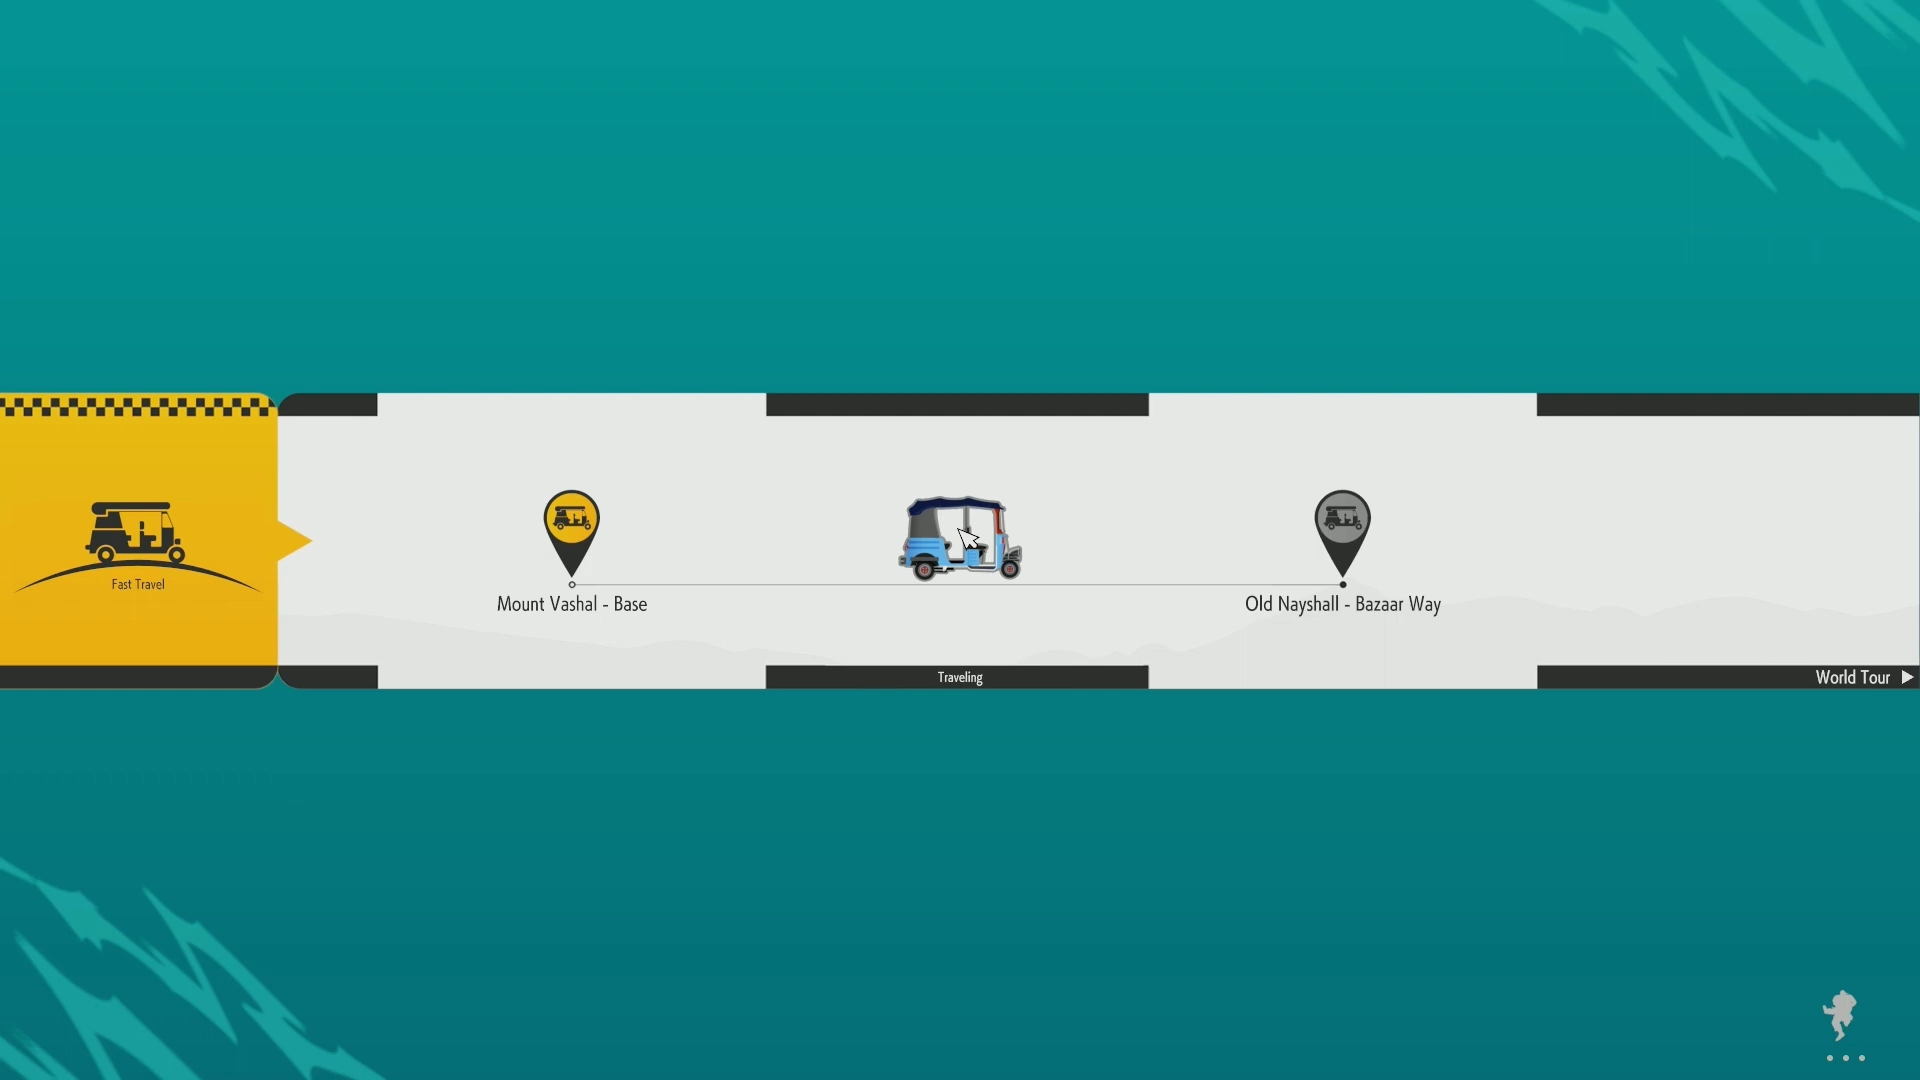 Fast Travel
Mount Vashal - Base
Old Nayshall - Bazaar Way
Traveling
World Tour